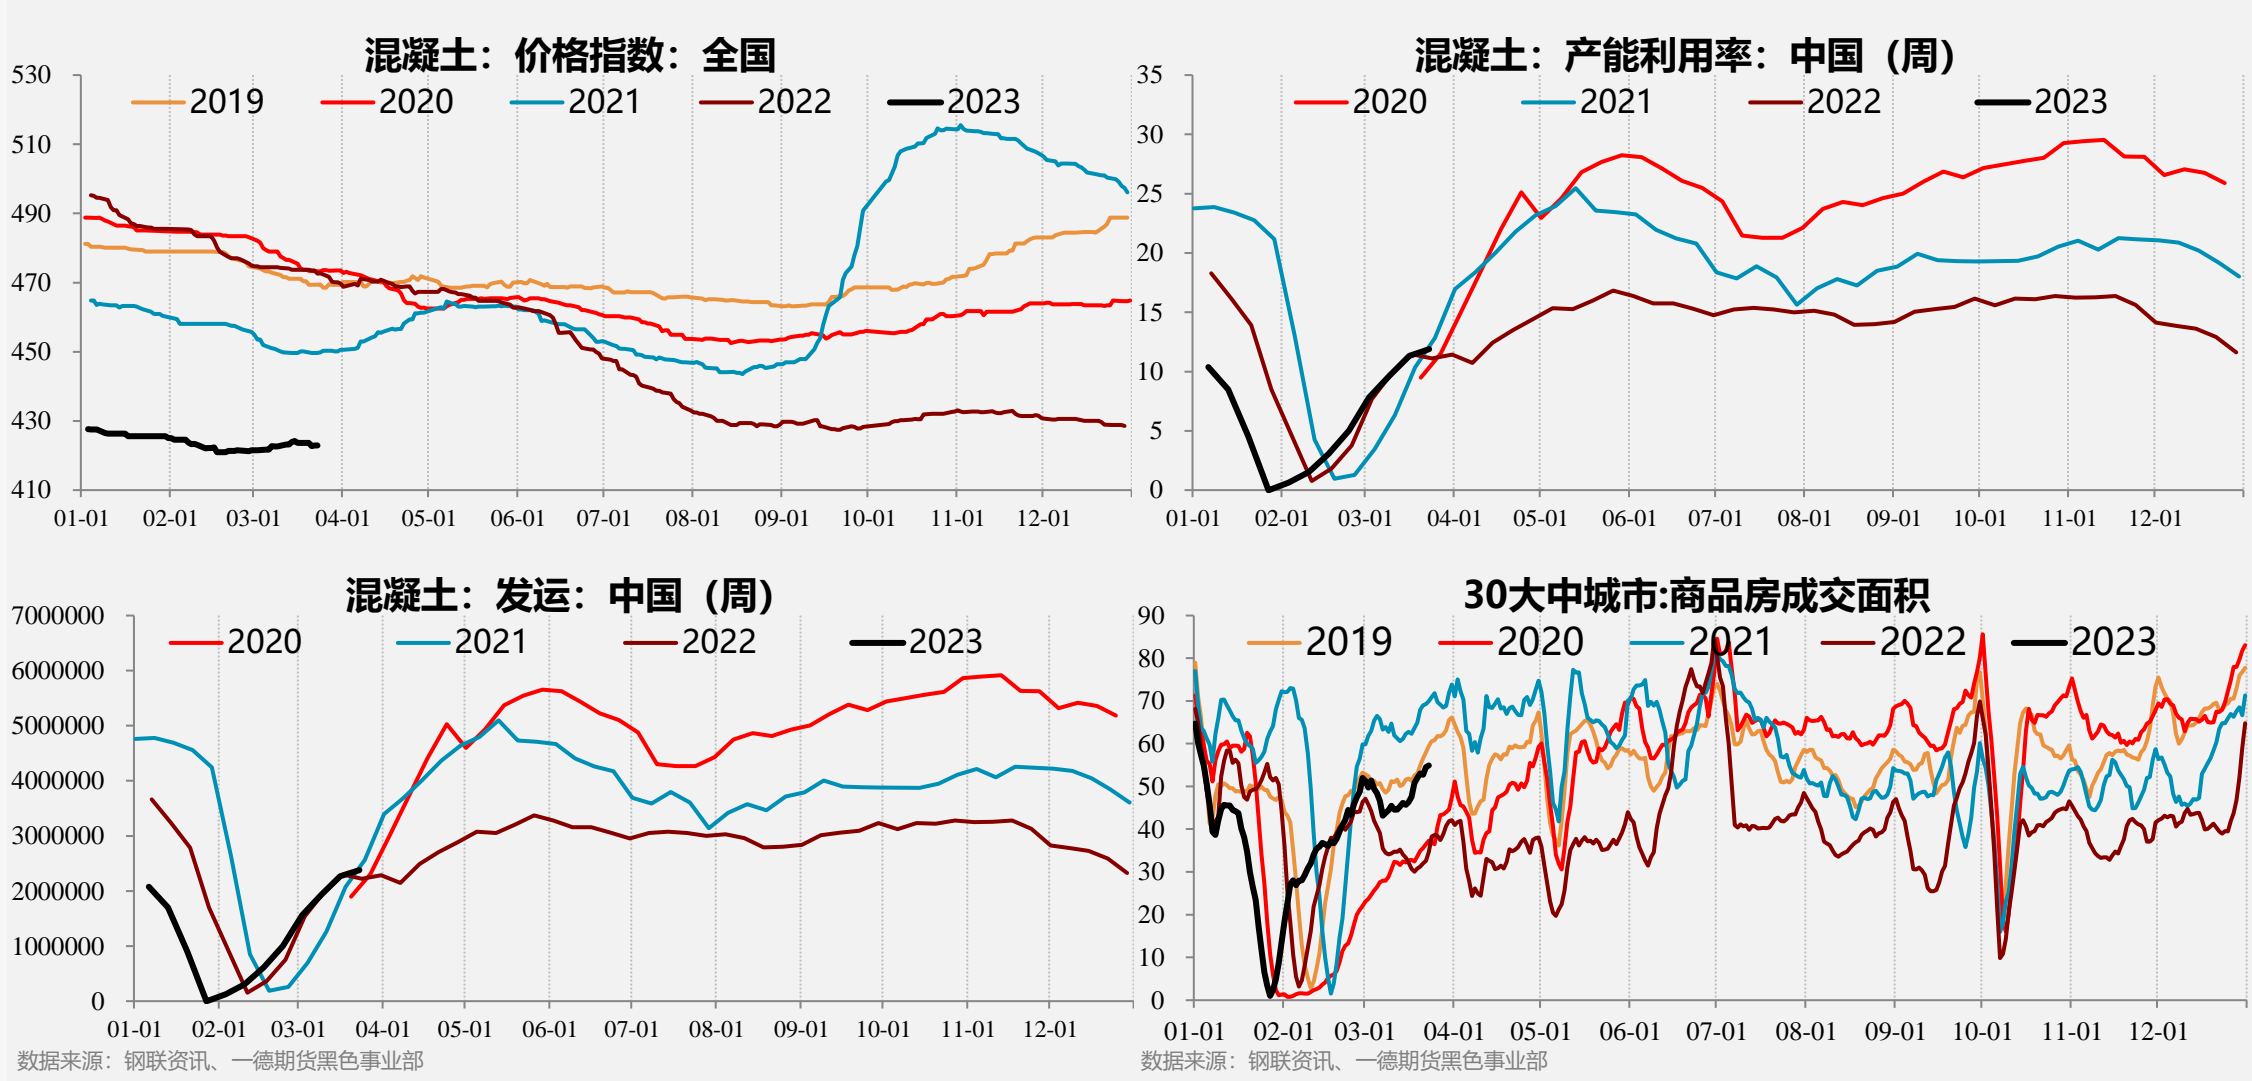 混凝土：价格指数：全国
2019 2020 2021 2022 2023
530
510
490
470
450
430
410
01-01 02-01 03-01 04-01 05-01 06-01 07-01 08-01 09-01 10-01 11-01 12-01
混凝土：产能利用率：中国（周）
2020 2021 2022 2023
35
30
25
20
15
10
5
0
01-01 02-01 03-01 04-01 05-01 06-01 07-01 08-01 09-01 10-01 11-01 12-01
混凝土：发运：中国（周）
2020 2021 2022 2023
7000000
6000000
5000000
4000000
3000000
2000000
1000000
0
01-01 02-01 03-01 04-01 05-01 06-01 07-01 08-01 09-01 10-01 11-01 12-01
数据来源：钢联资讯、一德期货黑色事业部
30大中城市:商品房成交面积
2019 2020 2021 2022 2023
90
80
70
60
50
40
30
20
10
0
01-01 02-01 03-01 04-01 05-01 06-01 07-01 08-01 09-01 10-01 11-01 12-01
数据来源：钢联资讯、一德期货黑色事业部